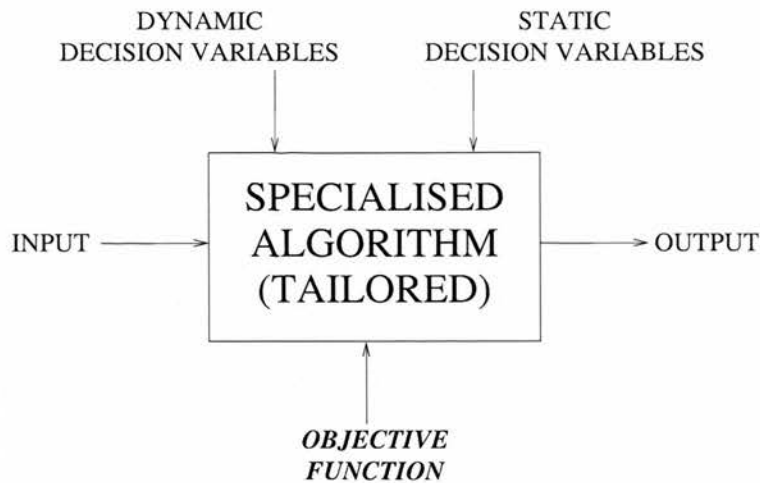 DYNAMIC
DECISION VARIABLES
STATIC
DECISION VARIABLES
SPECIALISED
ALGORITHM
(TAILORED)
INPUT
OUTPUT
OBJECTIVE
FUNCTION